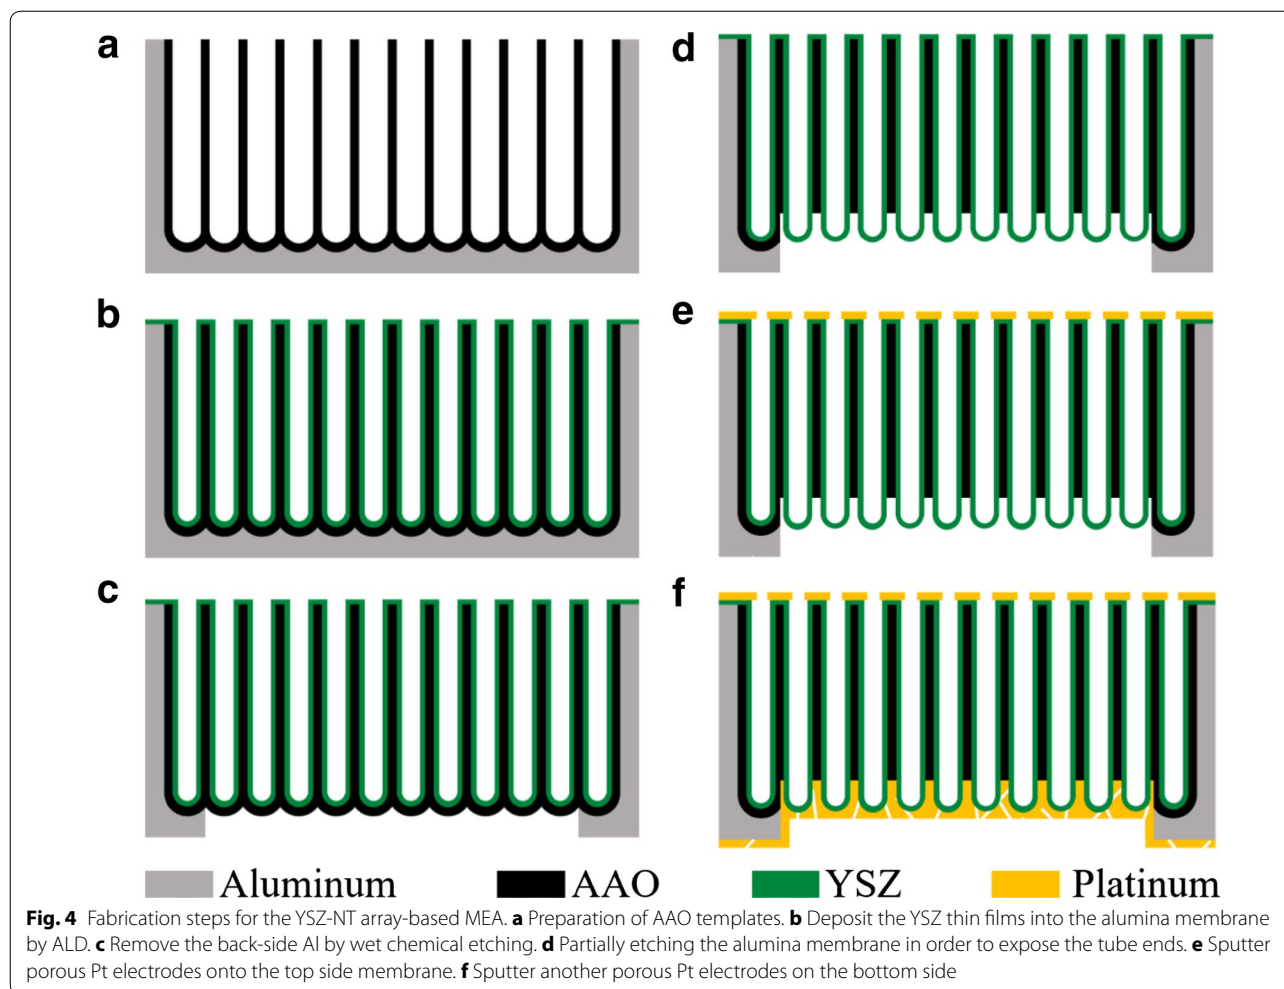 a
d
b
e
c
f
Aluminum AAO YSZ Platinum
Fig. 4 Fabrication steps for the YSZ-NT array-based MEA. a Preparation of AAO templates. b Deposit the YSZ thin films into the alumina membrane
by ALD. c Remove the back-side Al by wet chemical etching. d Partially etching the alumina membrane in order to expose the tube ends. e Sputter
porous Pt electrodes onto the top side membrane. f Sputter another porous Pt electrodes on the bottom side